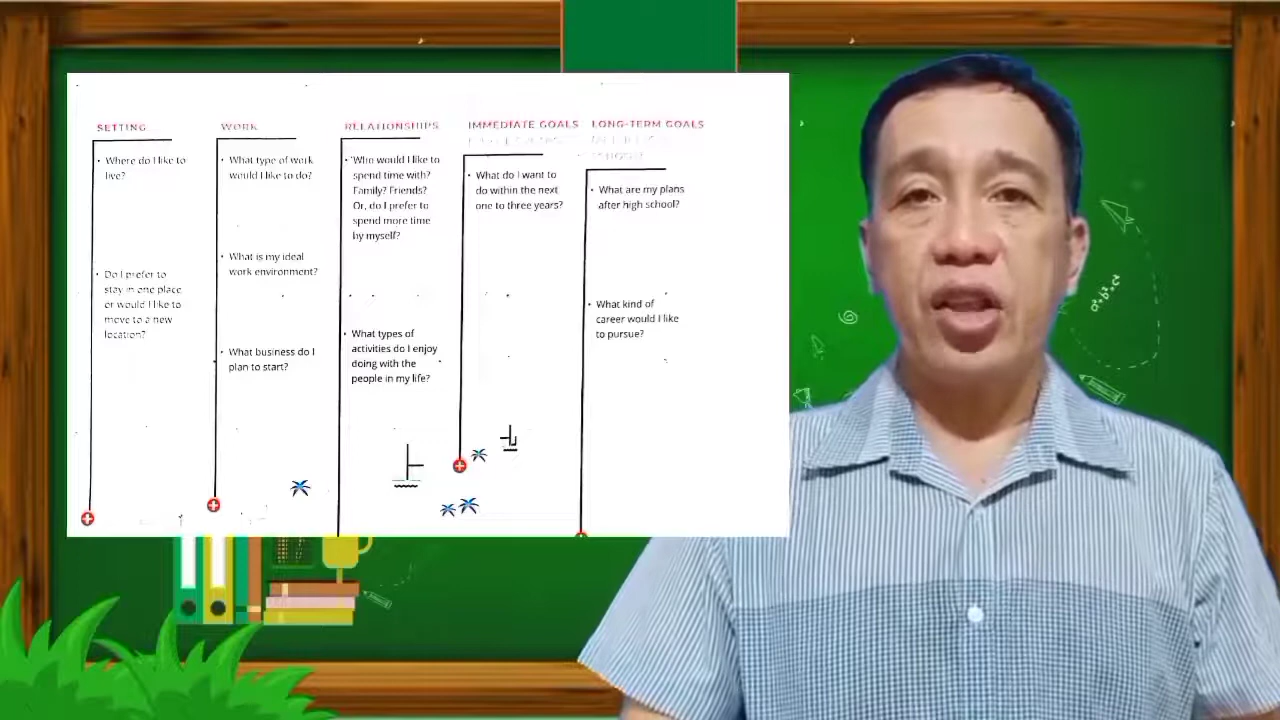 SETTING
• Where do I like to
live?
• Do I prefer to
stay in one place
or would I like to
move to a new
location?
WORK
• What type of work
would I like to do?
• What is my ideal
work environment?
• What business do I
plan to start?
RELATIONSHIPS
• Who would I like to
spend time with?
Family? Friends?
Or, do I prefer to
spend more time
by myself?
• What types of
activities do I enjoy
doing with the
people in my life?
IMMEDIATE GOALS
• What do I want to
do within the next
one to three years?
LONG-TERM GOALS
• What are my plans
after high school?
• What kind of
career would I like
to pursue?
a²+b²=c²